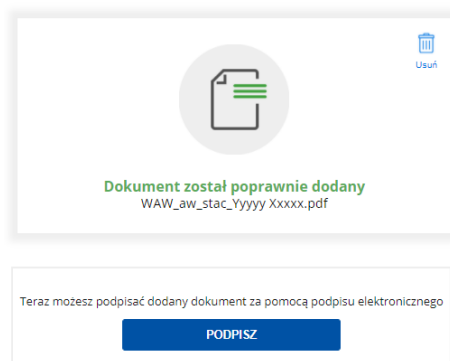 Usuń
Dokument został poprawnie dodany
WAW_aw_stac_Yyyyy Xxxxx.pdf
Teraz możesz podpisać dodany dokument za pomocą podpisu elektronicznego
PODPISZ